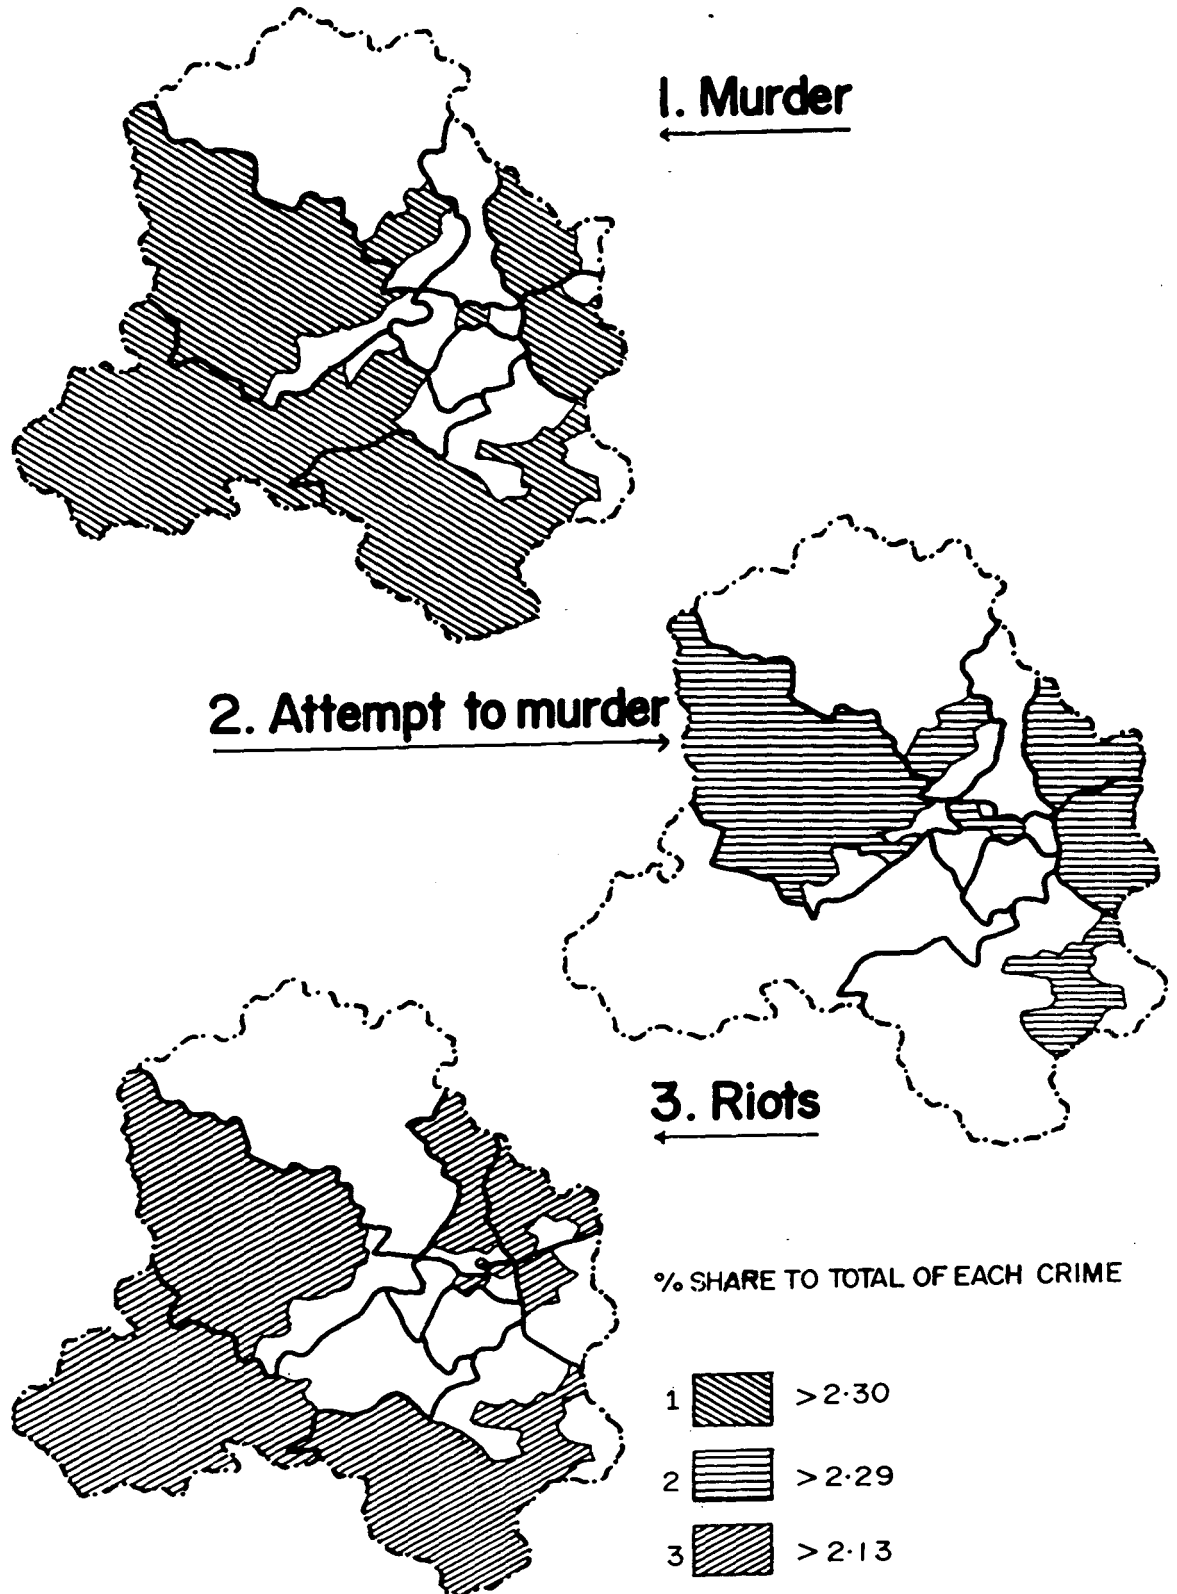 1. Murder
2. Attempt to murder
3. Riots
% SHARE TO TOTAL OF EACH CRIME
1 >2·30
2 >2·29
3 >2·13